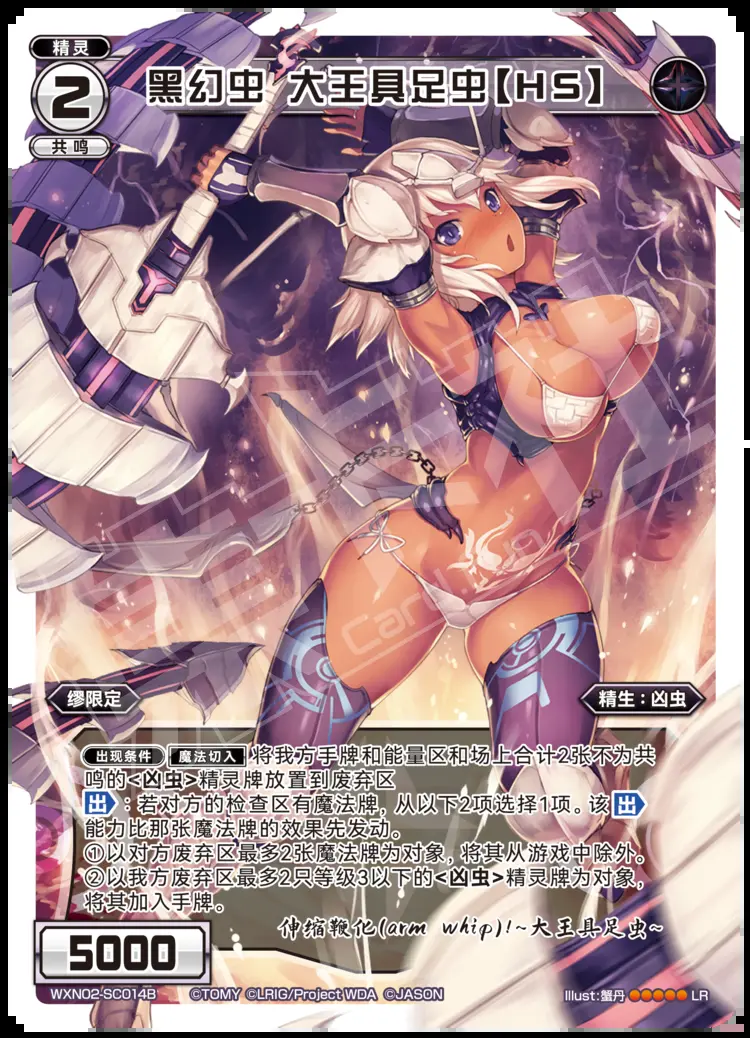 精灵
2
黑幻虫 大王具足虫【HS】
共鸣
缪限定
精生：凶虫
出现条件 魔法切入 将我方手牌和能量区和场上合计2张不为共
鸣的<凶虫>精灵牌放置到废弃区
出：若对方的检查区有魔法牌，从以下2项选择1项。该出
能力比那张魔法牌的效果先发动。
①以对方废弃区最多2张魔法牌为对象，将其从游戏中除外。
②以我方废弃区最多2只等级3以下的<凶虫>精灵牌为对象，
将其加入手牌。
伸缩鞭化(arm whip)!~大王具足虫~
5000
WXN02-SC014B ©TOMY ©LRIG/Project WDA ©JASON
Illust:蟹丹 LR